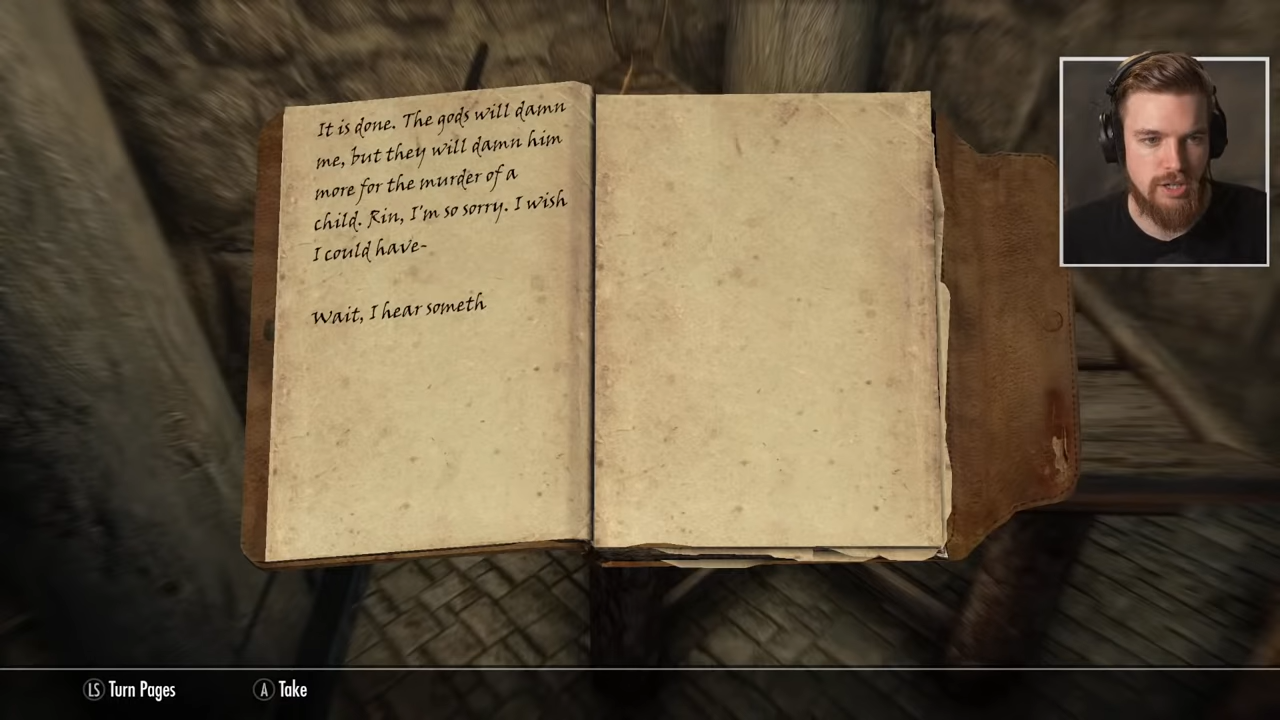 It is done. The gods will damn
me, but they will damn him
more for the murder of a
child. Rin, I'm so sorry. I wish
I could have-
Wait, I hear someth
LS Turn Pages
A Take